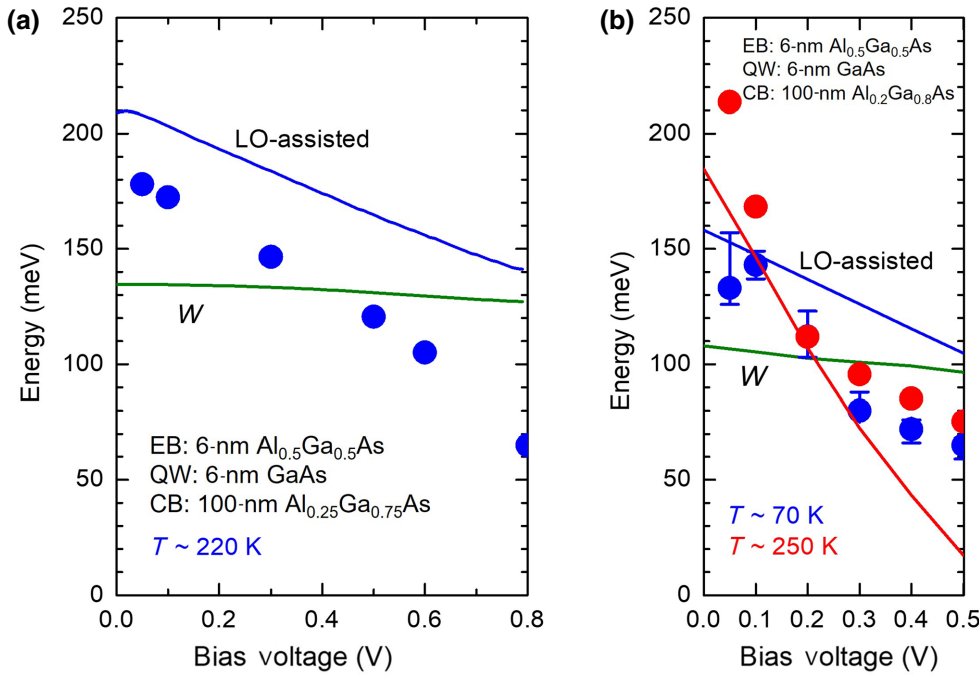 (a)
250
200
150
100
50
0
Energy (meV)
LO-assisted
W
EB: 6-nm Al0.5Ga0.5As
QW: 6-nm GaAs
CB: 100-nm Al0.25Ga0.75As
T ~ 220 K
0.0 0.2 0.4 0.6 0.8
Bias voltage (V)
(b)
250
200
150
100
50
0
Energy (meV)
EB: 6-nm Al0.5Ga0.5As
QW: 6-nm GaAs
CB: 100-nm Al0.2Ga0.8As
LO-assisted
W
T ~ 70 K
T ~ 250 K
0.0 0.1 0.2 0.3 0.4 0.5
Bias voltage (V)